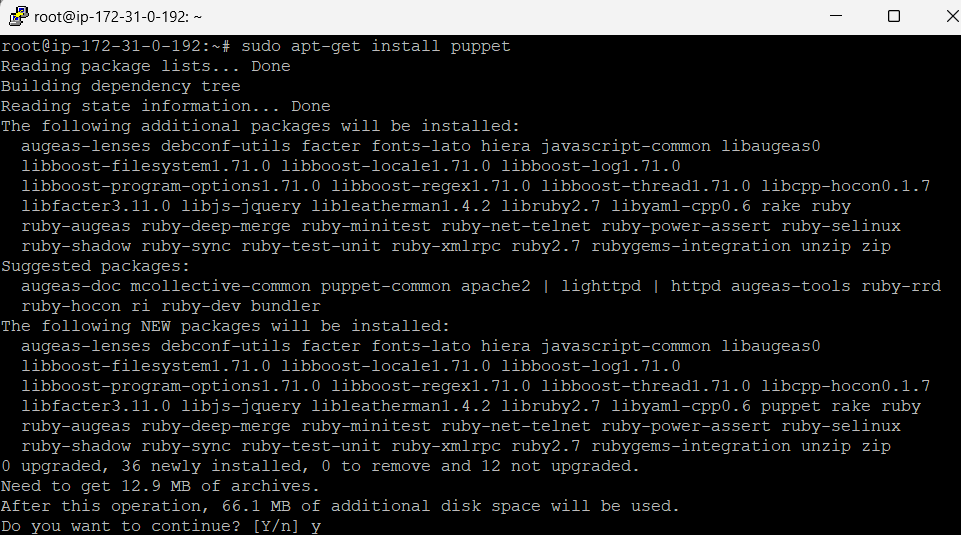 root@ip-172-31-0-192: ~
root@ip-172-31-0-192:~# sudo apt-get install puppet
Reading package lists... Done
Building dependency tree
Reading state information... Done
The following additional packages will be installed:
  augeas-lenses debconf-utils facter fonts-lato hiera javascript-common libaugeas0
  libboost-filesystem1.71.0 libboost-locale1.71.0 libboost-log1.71.0
  libboost-program-options1.71.0 libboost-regex1.71.0 libboost-thread1.71.0 libcpp-hocon0.1.7
  libfacter3.11.0 libjs-jquery libleatherman1.4.2 libruby2.7 libyaml-cpp0.6 rake ruby
  ruby-augeas ruby-deep-merge ruby-minitest ruby-net-telnet ruby-power-assert ruby-selinux
  ruby-shadow ruby-sync ruby-test-unit ruby-xmlrpc ruby2.7 rubygems-integration unzip zip
Suggested packages:
  augeas-doc mcollective-common puppet-common apache2 | lighttpd | httpd augeas-tools ruby-rrd
  ruby-hocon ri ruby-dev bundler
The following NEW packages will be installed:
  augeas-lenses debconf-utils facter fonts-lato hiera javascript-common libaugeas0
  libboost-filesystem1.71.0 libboost-locale1.71.0 libboost-log1.71.0
  libboost-program-options1.71.0 libboost-regex1.71.0 libboost-thread1.71.0 libcpp-hocon0.1.7
  libfacter3.11.0 libjs-jquery libleatherman1.4.2 libruby2.7 libyaml-cpp0.6 puppet rake ruby
  ruby-augeas ruby-deep-merge ruby-minitest ruby-net-telnet ruby-power-assert ruby-selinux
  ruby-shadow ruby-sync ruby-test-unit ruby-xmlrpc ruby2.7 rubygems-integration unzip zip
0 upgraded, 36 newly installed, 0 to remove and 12 not upgraded.
Need to get 12.9 MB of archives.
After this operation, 66.1 MB of additional disk space will be used.
Do you want to continue? [Y/n] y